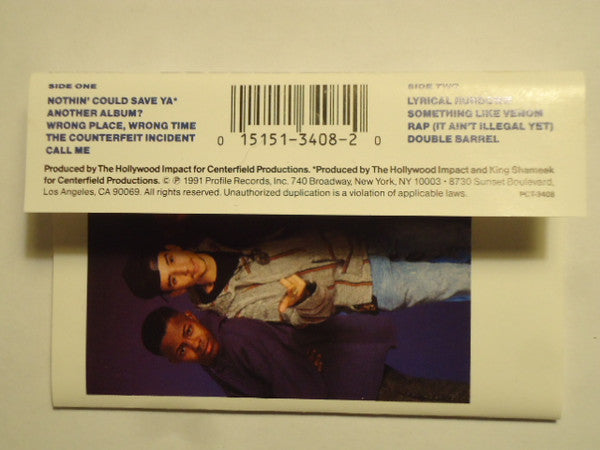 SIDE ONE
NOTHIN' COULD SAVE YA*
ANOTHER ALBUM?
WRONG PLACE, WRONG TIME
THE COUNTERFEIT INCIDENT
CALL ME
0 15151-3408-2 0
SIDE TWO
LYRICAL RUNDOWN
SOMETHING LIKE VENOM
RAP (IT AIN'T ILLEGAL YET)
DOUBLE BARREL
Produced by The Hollywood Impact for Centerfield Productions. *Produced by The Hollywood Impact and King Shameek
for Centerfield Productions. © ℗ 1991 Profile Records, Inc. 740 Broadway, New York, NY 10003 • 8730 Sunset Boulevard,
Los Angeles, CA 90069. All rights reserved. Unauthorized duplication is a violation of applicable laws.
PCT-3408